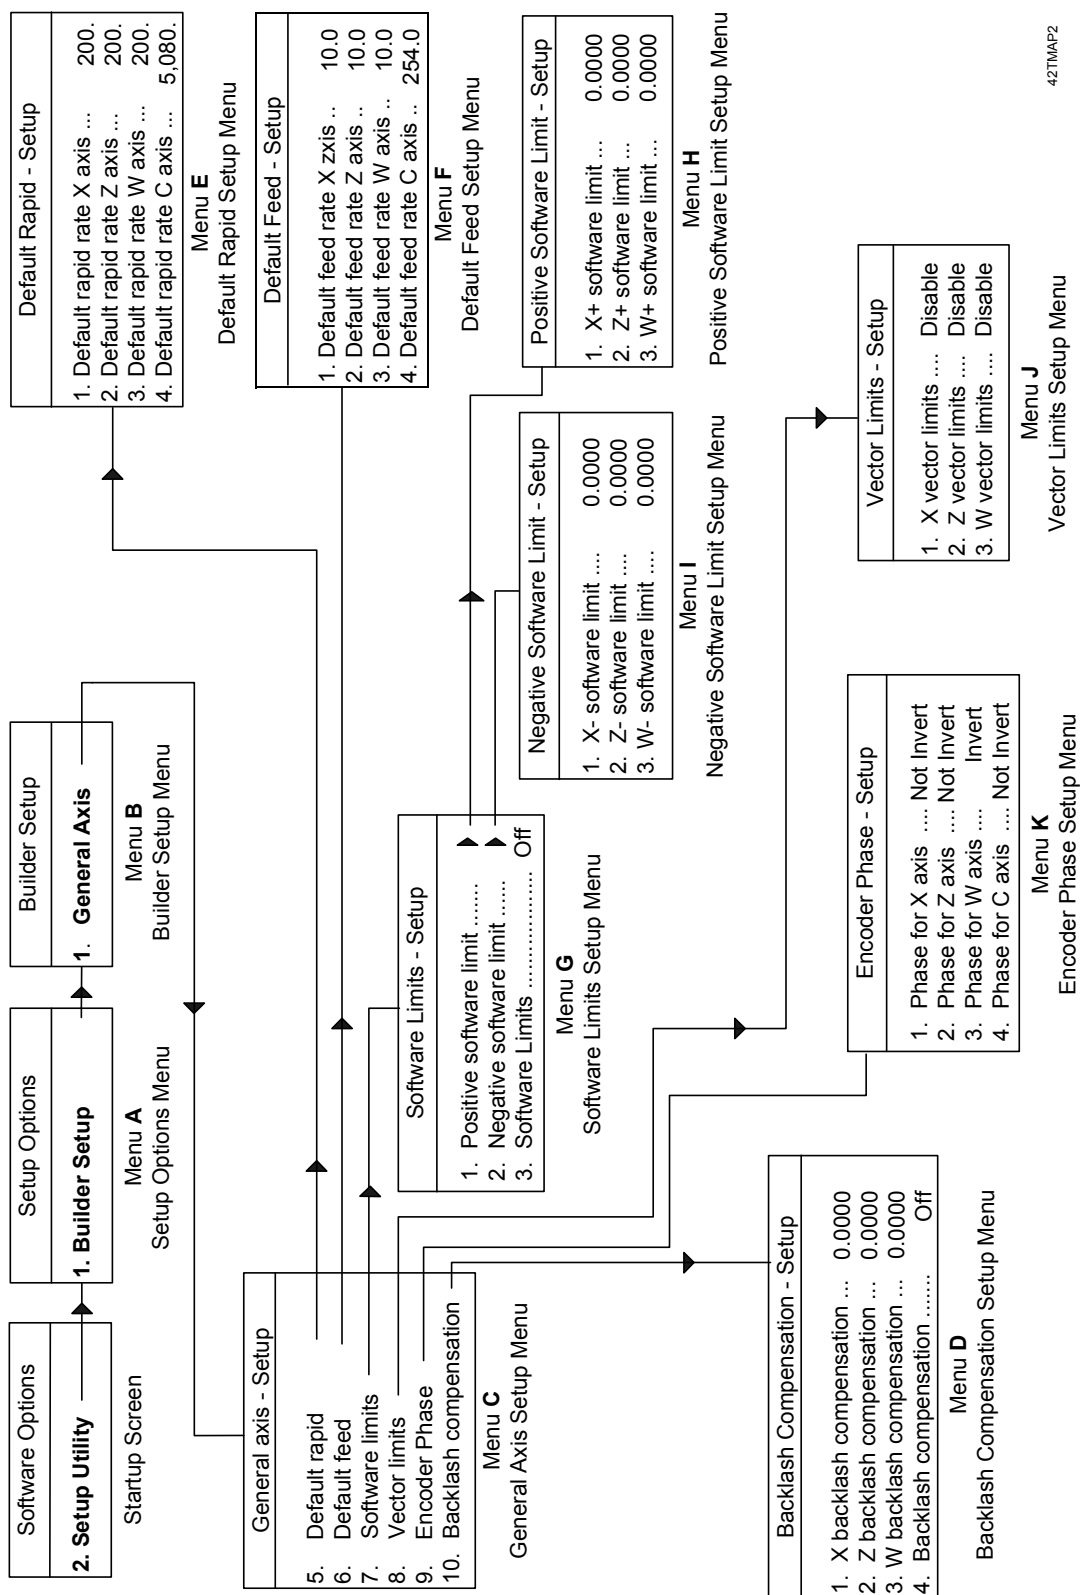 Software Options
2. Setup Utility
Startup Screen
Setup Options
1. Builder Setup
Menu A
Setup Options Menu
Builder Setup
1. General Axis
Menu B
Builder Setup Menu
General axis - Setup
5. Default rapid
6. Default feed
7. Software limits
8. Vector limits
9. Encoder Phase
10. Backlash compensation
Menu C
General Axis Setup Menu
Default Rapid - Setup
1. Default rapid rate X axis ... 200.
2. Default rapid rate Z axis ... 200.
3. Default rapid rate W axis ... 200.
4. Default rapid rate C axis ... 5,080.
Menu E
Default Rapid Setup Menu
Default Feed - Setup
1. Default feed rate X zxis .. 10.0
2. Default feed rate Z axis .. 10.0
3. Default feed rate W axis .. 10.0
4. Default feed rate C axis .. 254.0
Menu F
Default Feed Setup Menu
Software Limits - Setup
1. Positive software limit .......
2. Negative software limit ......
3. Software Limits .................... Off
Menu G
Software Limits Setup Menu
Negative Software Limit - Setup
1. X- software limit .... 0.0000
2. Z- software limit .... 0.0000
3. W- software limit .... 0.0000
Menu I
Negative Software Limit Setup Menu
Positive Software Limit - Setup
1. X+ software limit ... 0.0000
2. Z+ software limit ... 0.0000
3. W+ software limit ... 0.0000
Menu H
Positive Software Limit Setup Menu
Backlash Compensation - Setup
1. X backlash compensation ... 0.0000
2. Z backlash compensation ... 0.0000
3. W backlash compensation ... 0.0000
4. Backlash compensation ....... Off
Menu D
Backlash Compensation Setup Menu
Encoder Phase - Setup
1. Phase for X axis .... Not Invert
2. Phase for Z axis .... Not Invert
3. Phase for W axis .... Invert
4. Phase for C axis .... Not Invert
Menu K
Encoder Phase Setup Menu
Vector Limits - Setup
1. X vector limits .... Disable
2. Z vector limits .... Disable
3. W vector limits .... Disable
Menu J
Vector Limits Setup Menu
42TMAP2